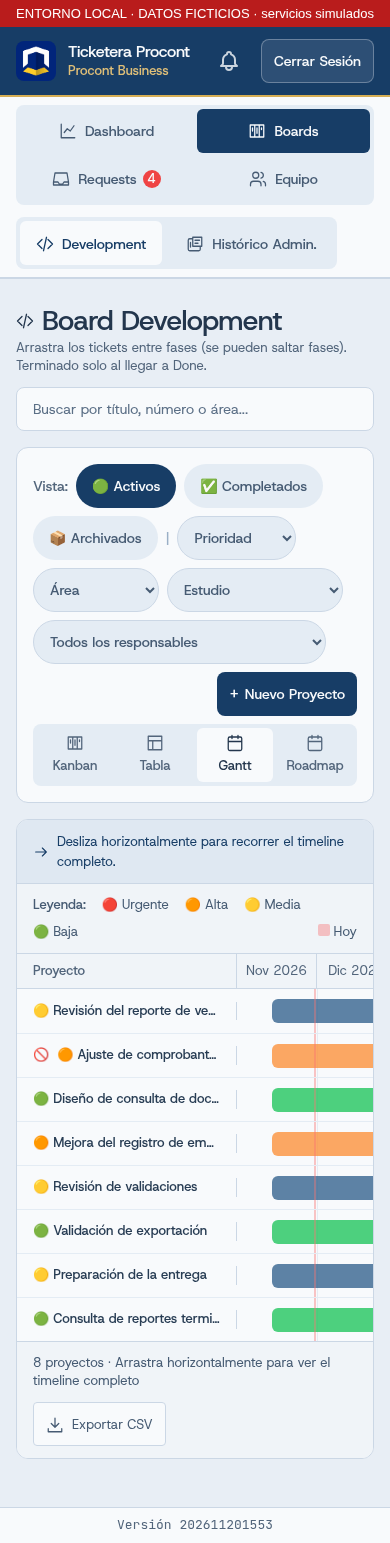 ENTORNO LOCAL · DATOS FICTICIOS · servicios simulados
Ticketera Procont
Procont Business
Cerrar Sesión
Dashboard
Boards
Requests 4
Equipo
Development
Histórico Admin.
Board Development
Arrastra los tickets entre fases (se pueden saltar fases).
Terminado solo al llegar a Done.
Buscar por título, número o área...
Vista:
Activos
Completados
Archivados | Prioridad
Área
Estudio
Todos los responsables
+ Nuevo Proyecto
Kanban
Tabla
Gantt
Roadmap
Desliza horizontalmente para recorrer el timeline
completo.
Leyenda: Urgente Alta Media
Baja
Hoy
Proyecto
Nov 2026
Dic 202
Revisión del reporte de ve...
Ajuste de comprobant...
Diseño de consulta de doc...
Mejora del registro de em...
Revisión de validaciones
Validación de exportación
Preparación de la entrega
Consulta de reportes termi...
8 proyectos · Arrastra horizontalmente para ver el
timeline completo
Exportar CSV
Versión 202611201553